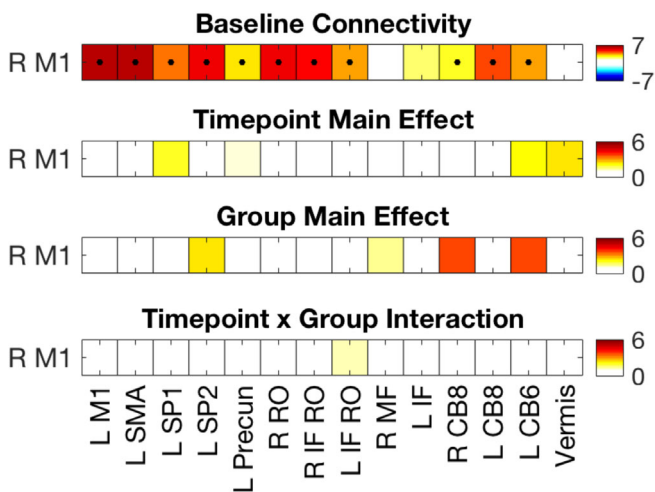 Baseline Connectivity
R M1
7
-7
Timepoint Main Effect
R M1
6
0
Group Main Effect
R M1
6
0
Timepoint x Group Interaction
R M1
6
0
L M1
L SMA
L SP1
L SP2
L Precun
R RO
R IF RO
L IF RO
R MF
L IF
R CB8
L CB8
L CB6
Vermis